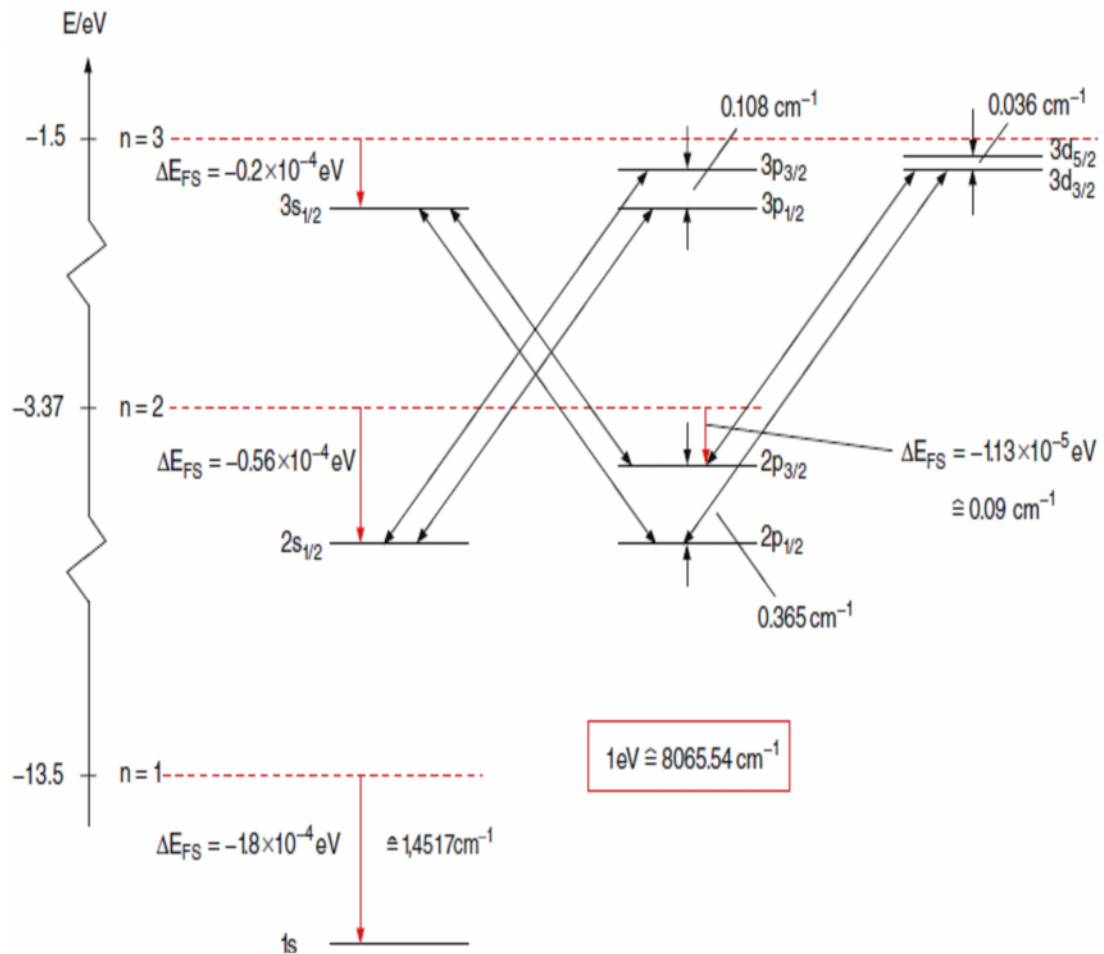 E/eV
0.108 cm⁻¹
0.036 cm⁻¹
−1.5
n = 3
3d₅/₂
3p₃/₂
3d₃/₂
ΔE_FS = −0.2×10⁻⁴ eV
3s₁/₂
3p₁/₂
−3.37
n = 2
ΔE_FS = −0.56×10⁻⁴ eV
2p₃/₂
ΔE_FS = −1.13×10⁻⁵ eV
≙ 0.09 cm⁻¹
2s₁/₂
2p₁/₂
0.365 cm⁻¹
1eV ≙ 8065.54 cm⁻¹
−13.5
n = 1
ΔE_FS = −1.8×10⁻⁴ eV ≙ 1,4517cm⁻¹
1s